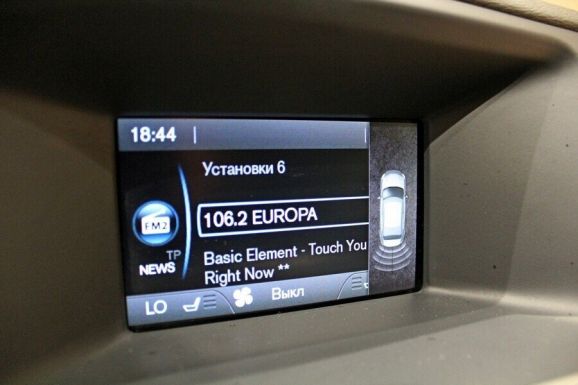 18:44
Установки 6
FM2
106.2 EUROPA
TP
NEWS
Basic Element - Touch You
Right Now **
LO
Выкл